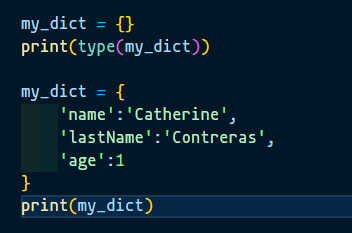 my_dict = {}
print(type(my_dict))
my_dict = {
'name':'Catherine',
'lastName':'Contreras',
'age':1
}
print(my_dict)